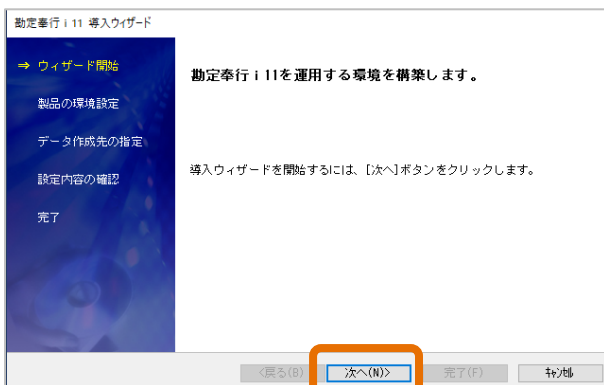 勘定奉行ｉ11 導入ウィザード
⇒ ウィザード開始
製品の環境設定
データ作成先の指定
設定内容の確認
完了
勘定奉行ｉ11を運用する環境を構築します。
導入ウィザードを開始するには、[次へ]ボタンをクリックします。
<戻る(B) 次へ(N)> 完了(F) ｷｬﾝｾﾙ